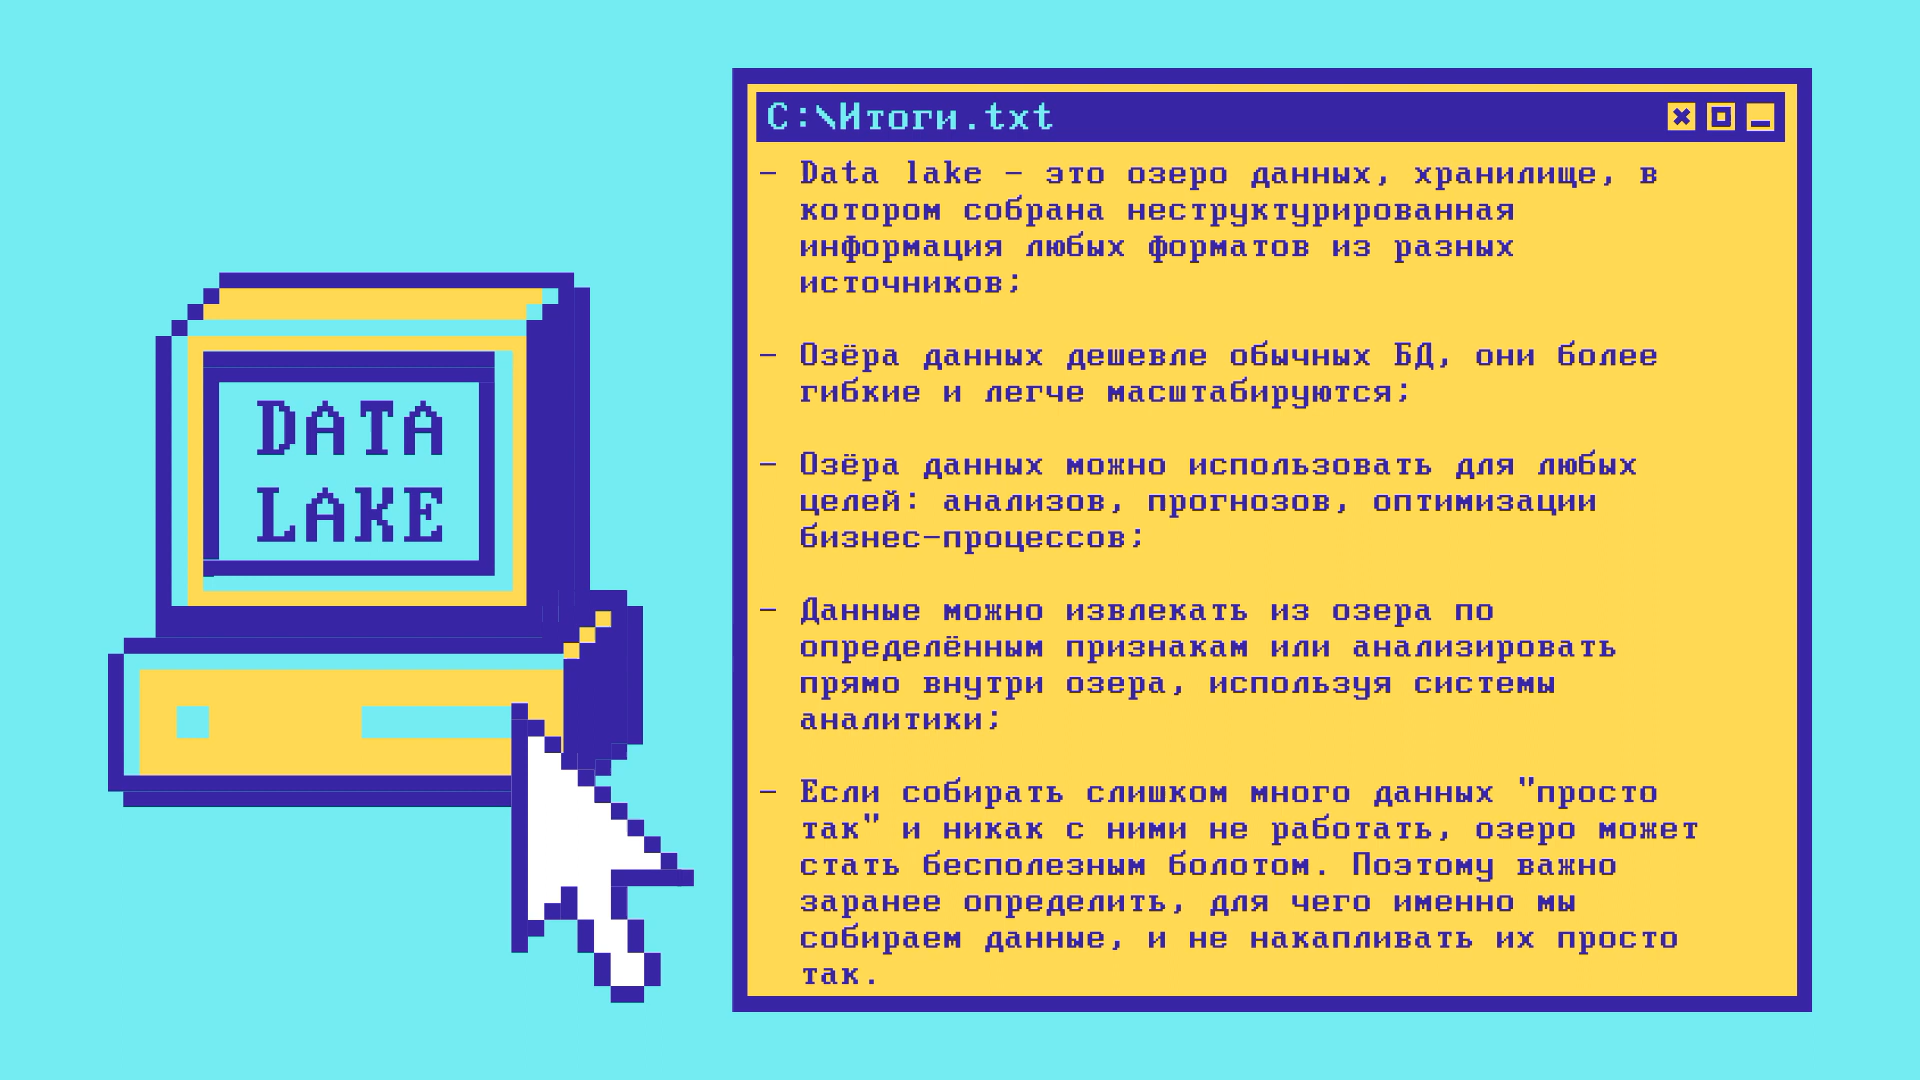 DATA
LAKE
C:\Итоги.txt
- Data lake - это озеро данных, хранилище, в
котором собрана неструктурированная
информация любых форматов из разных
источников;
- Озёра данных дешевле обычных БД, они более
гибкие и легче масштабируются;
- Озёра данных можно использовать для любых
целей: анализов, прогнозов, оптимизации
бизнес-процессов;
- Данные можно извлекать из озера по
определённым признакам или анализировать
прямо внутри озера, используя системы
аналитики;
- Если собирать слишком много данных "просто
так" и никак с ними не работать, озеро может
стать бесполезным болотом. Поэтому важно
заранее определить, для чего именно мы
собираем данные, и не накапливать их просто
так.